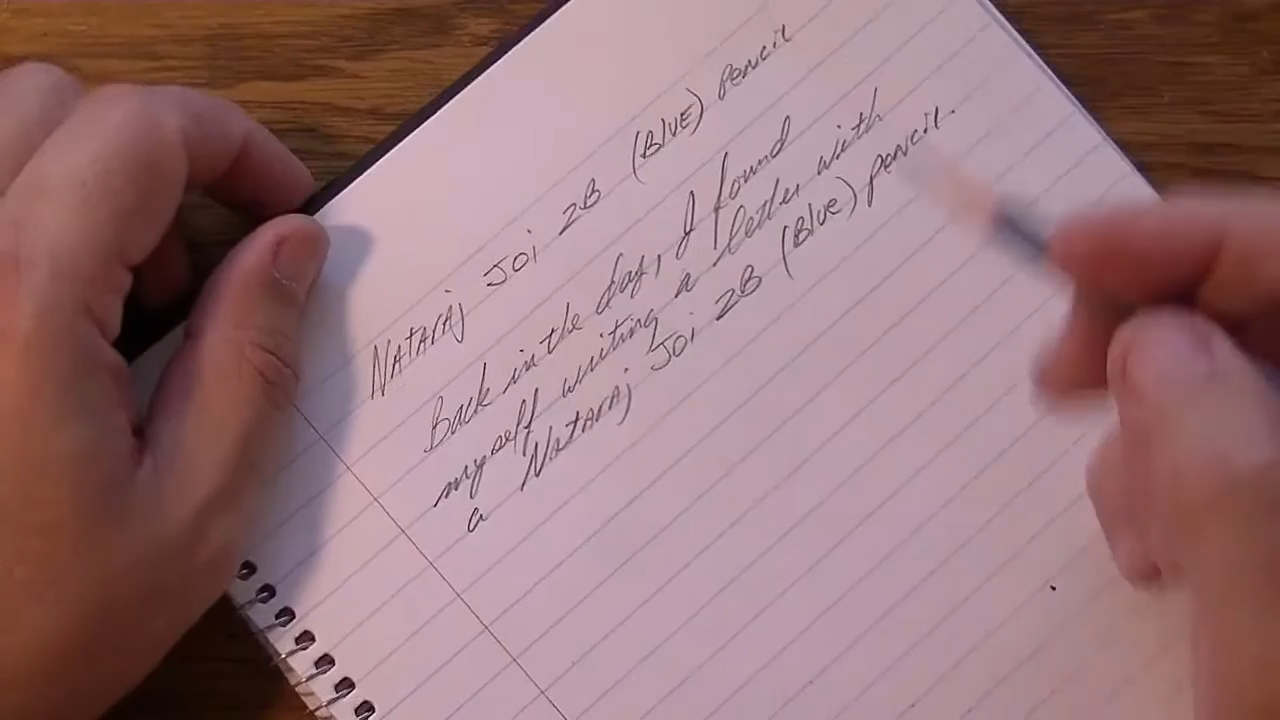 Nataraj Joi 2B (Blue) pencil
Back in the day, I found
myself writing a letter with
a Nataraj Joi 2B (Blue) pencil.